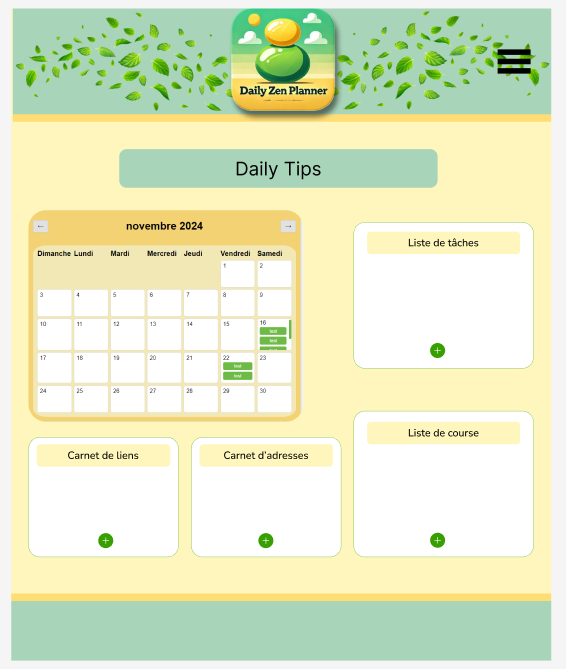 Daily Zen Planner
Daily Tips
← novembre 2024 →
Dimanche Lundi Mardi Mercredi Jeudi Vendredi Samedi
1 2
3 4 5 6 7 8 9
10 11 12 13 14 15 16
test
test
17 18 19 20 21 22 23
test
test
24 25 26 27 28 29 30
Liste de tâches
+
Liste de course
+
Carnet de liens
+
Carnet d'adresses
+